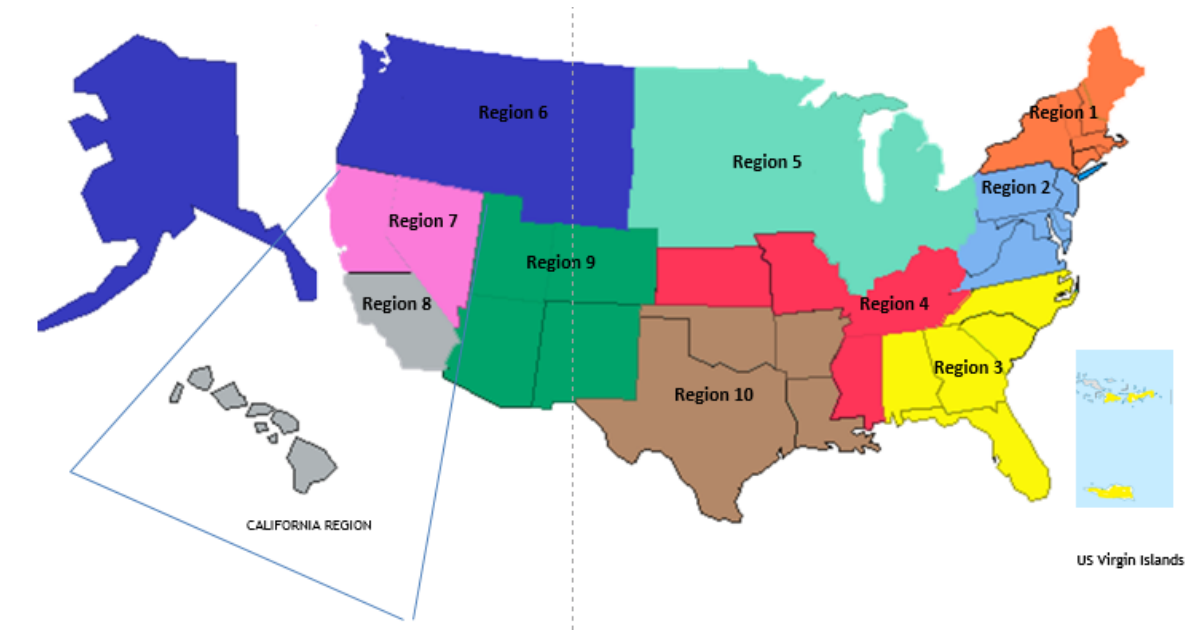 Region 1
Region 6
Region 5
Region 2
Region 7
Region 9
Region 8
Region 4
Region 3
Region 10
CALIFORNIA REGION
US Virgin Islands